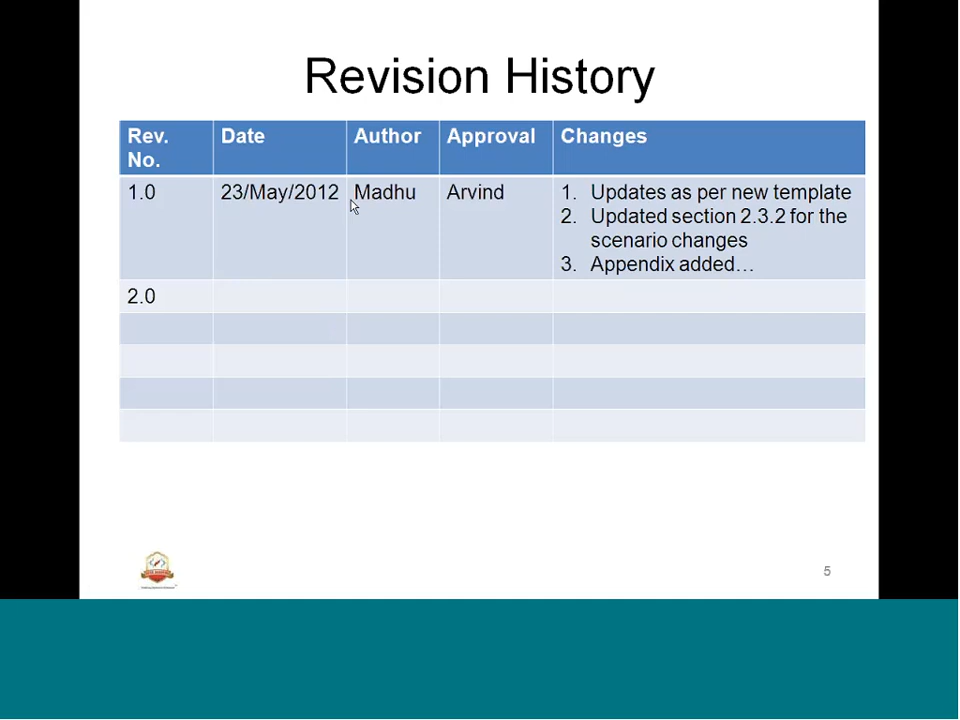 Revision History
Rev. No. Date Author Approval Changes
1.0 23/May/2012 Madhu Arvind 1. Updates as per new template
2. Updated section 2.3.2 for the
scenario changes
3. Appendix added…
2.0
5